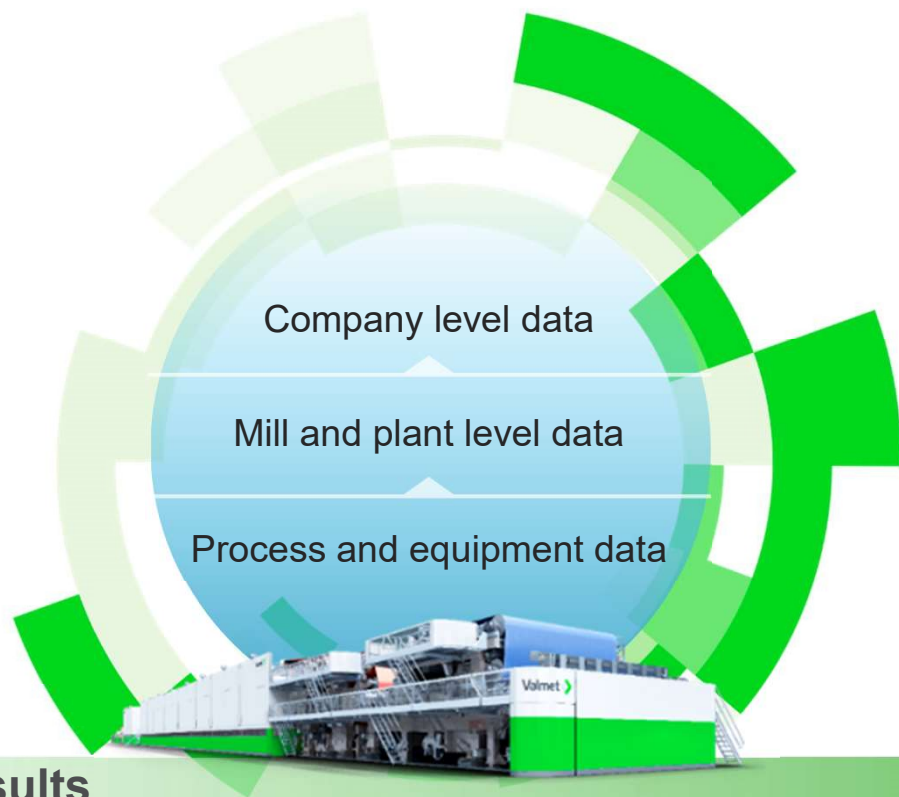 Company level data
Mill and plant level data
Process and equipment data
Valmet